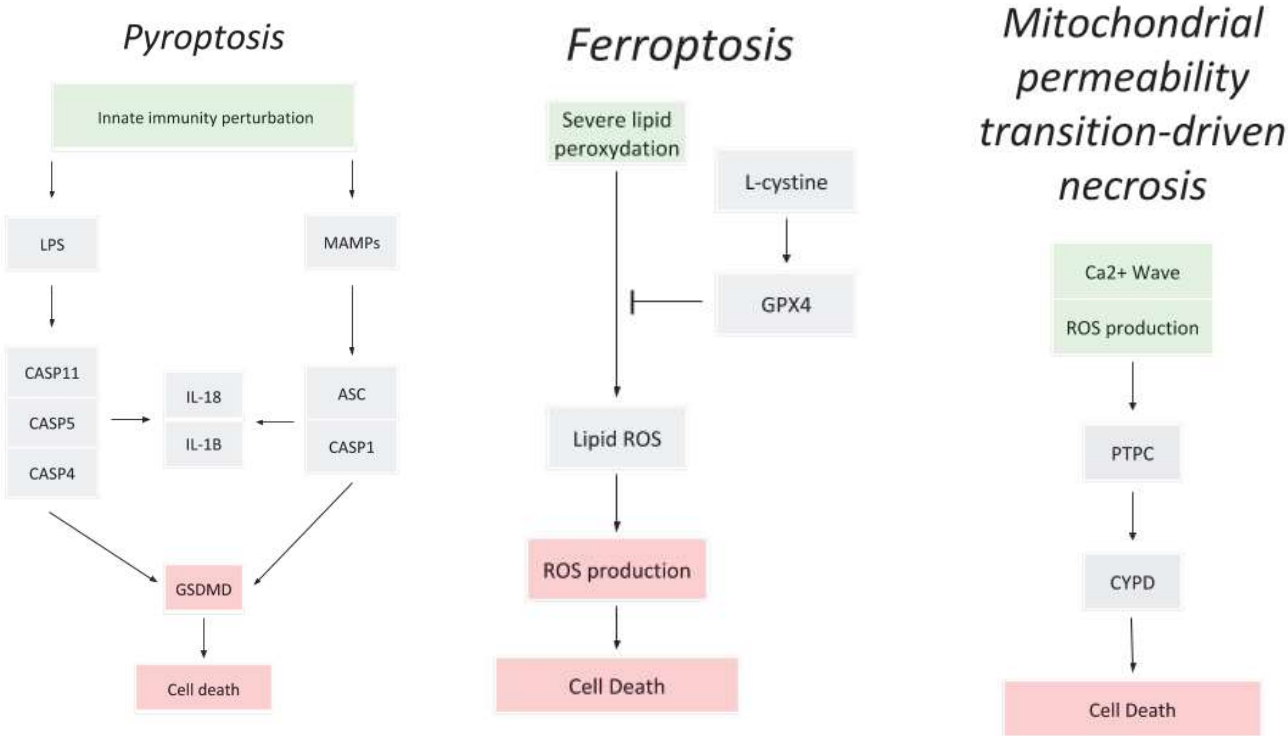 Pyroptosis
Innate immunity perturbation
LPS
MAMPs
CASP11
CASP5
CASP4
IL-18
IL-1B
ASC
CASP1
GSDMD
Cell death
Ferroptosis
Severe lipid
peroxydation
L-cystine
GPX4
Lipid ROS
ROS production
Cell Death
Mitochondrial
permeability
transition-driven
necrosis
Ca2+ Wave
ROS production
PTPC
CYPD
Cell Death